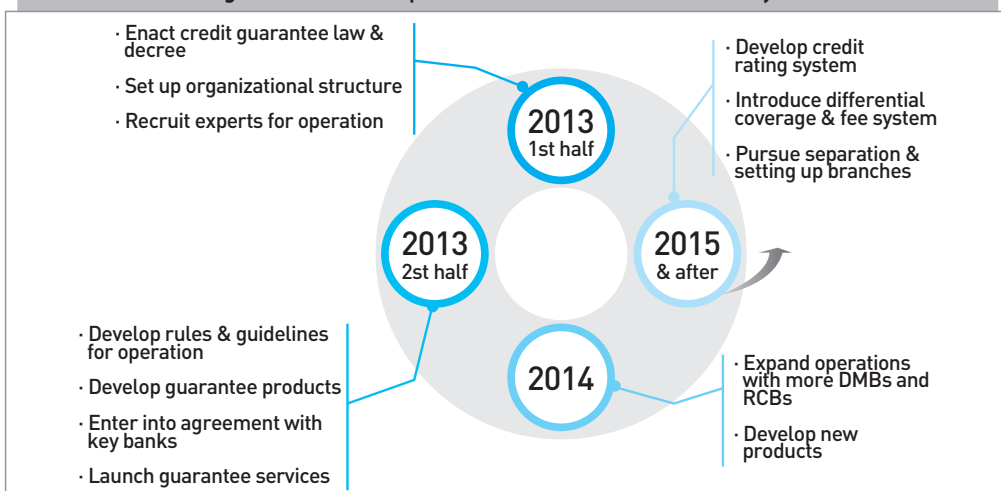 · Enact credit guarantee law &
decree
· Set up organizational structure
· Recruit experts for operation
2013
1st half
· Develop credit
rating system
· Introduce differential
coverage & fee system
· Pursue separation &
setting up branches
2013
2st half
2015
& after
· Develop rules & guidelines
for operation
· Develop guarantee products
· Enter into agreement with
key banks
· Launch guarantee services
2014
· Expand operations
with more DMBs and
RCBs
· Develop new
products